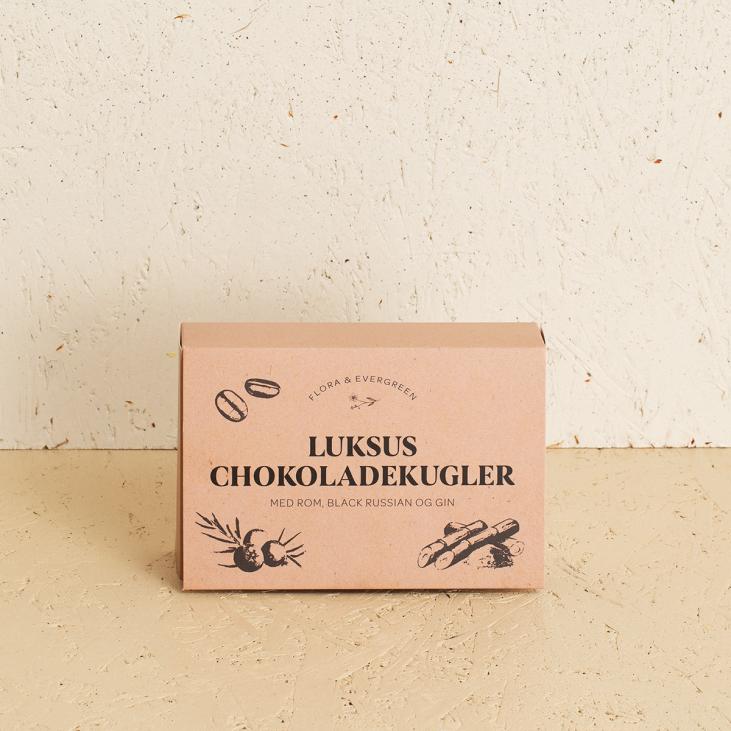 FLORA & EVERGREEN
LUKSUS
CHOKOLADEKUGLER
MED ROM, BLACK RUSSIAN OG GIN